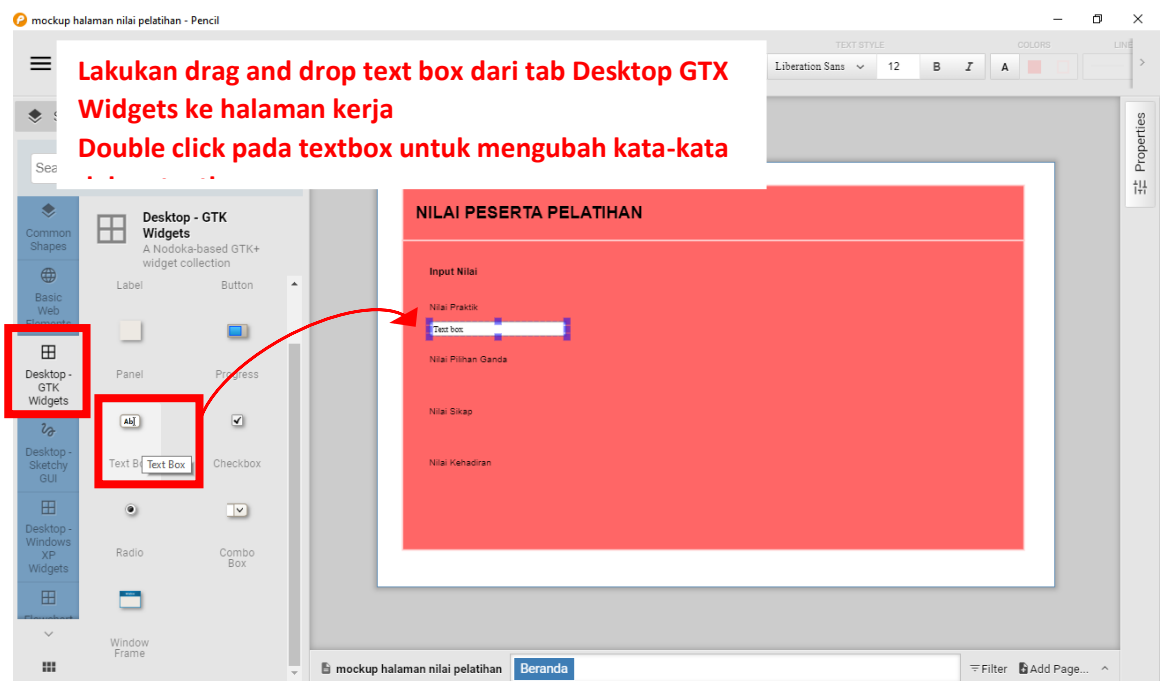 mockup halaman nilai pelatihan - Pencil
TEXT STYLE
COLORS
Liberation Sans
12
B
I
A
Lakukan drag and drop text box dari tab Desktop GTX
Widgets ke halaman kerja
Double click pada textbox untuk mengubah kata-kata
Properties
Common
Shapes
Basic
Web
Elements
Desktop -
GTK
Widgets
Desktop -
Sketchy
GUI
Desktop -
Windows
XP
Widgets
Desktop - GTK
Widgets
A Nodoka-based GTK+
widget collection
Label
Button
Panel
Progress
Text Box
Checkbox
Radio
Combo
Box
Window
Frame
NILAI PESERTA PELATIHAN
Input Nilai
Nilai Praktik
Text box
Nilai Pilihan Ganda
Nilai Sikap
Nilai Kehadiran
mockup halaman nilai pelatihan
Beranda
Filter
Add Page...